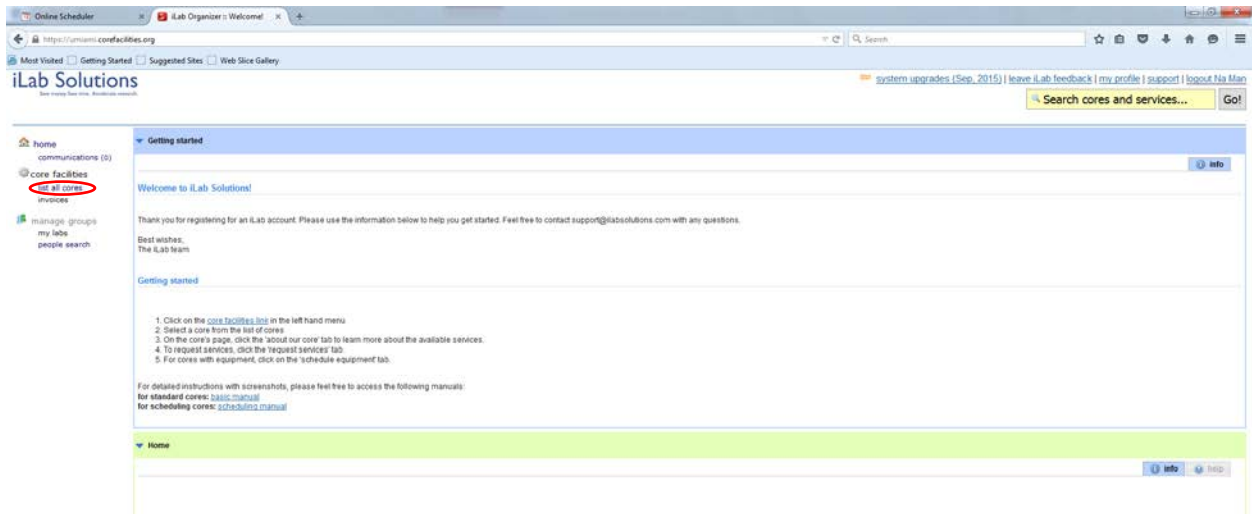 Online Scheduler
iLab Organizer :: Welcome!
https://umiami.corefacilities.org
Search
Most Visited Getting Started Suggested Sites Web Slice Gallery
iLab Solutions
system upgrades (Sep, 2015) | leave iLab feedback | my profile | support | logout Na Man
Search cores and services... Go!
home
communications (0)
core facilities
list all cores
invoices
manage groups
my labs
people search
Getting started
info
Welcome to iLab Solutions!
Thank you for registering for an iLab account. Please use the information below to help you get started. Feel free to contact support@ilabsolutions.com with any questions.
Best wishes,
The iLab team
Getting started
1. Click on the core facilities link in the left hand menu
2. Select a core from the list of cores
3. On the core's page, click the 'about our core' tab to learn more about the available services.
4. To request services, click the 'request services' tab.
5. For cores with equipment, click on the 'schedule equipment' tab.
For detailed instructions with screenshots, please feel free to access the following manuals:
for standard cores: basic manual
for scheduling cores: scheduling manual
Home
info help